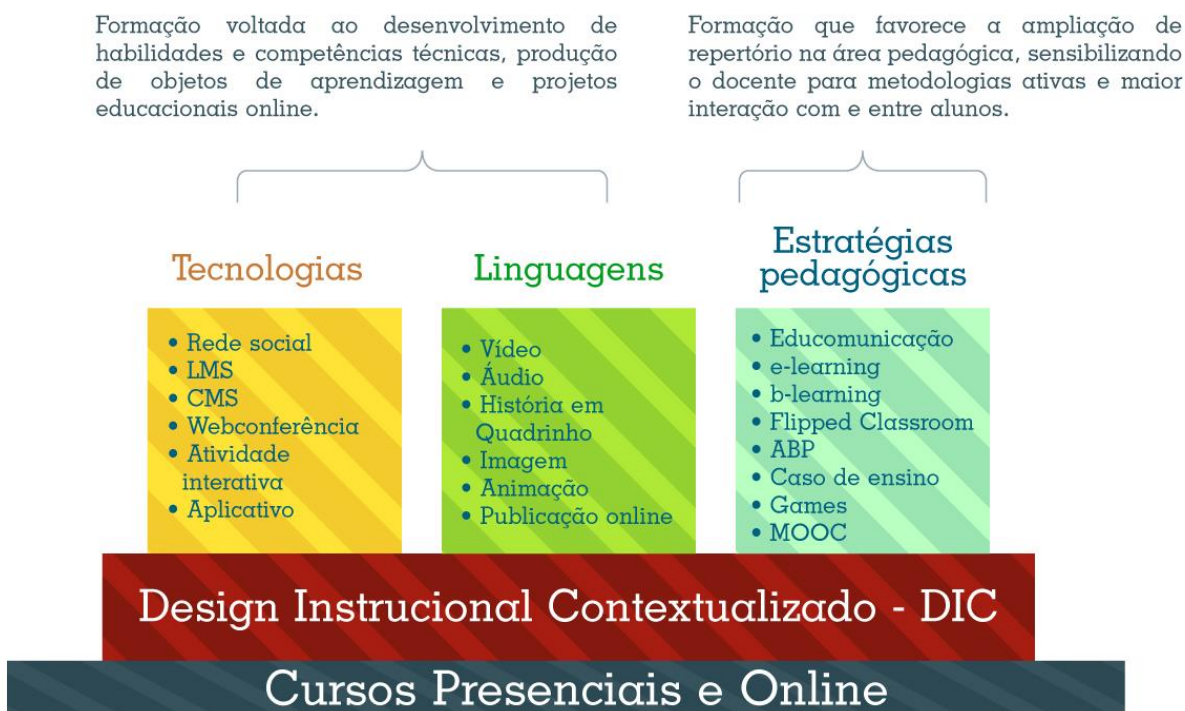 Formação voltada ao desenvolvimento de
habilidades e competências técnicas, produção
de objetos de aprendizagem e projetos
educacionais online.
Formação que favorece a ampliação de
repertório na área pedagógica, sensibilizando
o docente para metodologias ativas e maior
interação com e entre alunos.
Tecnologias
• Rede social
• LMS
• CMS
• Webconferência
• Atividade
interativa
• Aplicativo
Linguagens
• Vídeo
• Áudio
• História em
Quadrinho
• Imagem
• Animação
• Publicação online
Estratégias
pedagógicas
• Educomunicação
• e-learning
• b-learning
• Flipped Classroom
• ABP
• Caso de ensino
• Games
• MOOC
Design Instrucional Contextualizado - DIC
Cursos Presenciais e Online